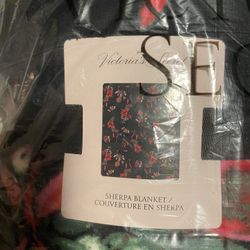 Victoria's Secret
SE
SHERPA BLANKET /
COUVERTURE EN SHERPA